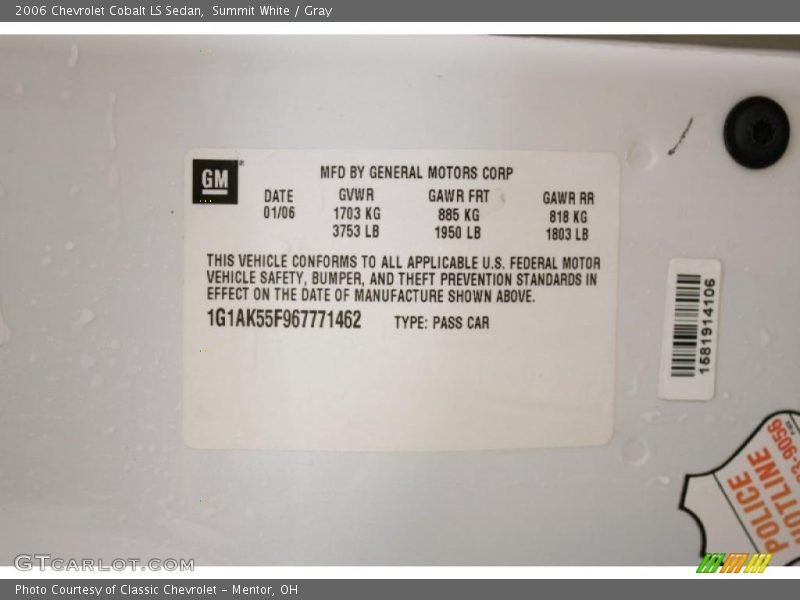 2006 Chevrolet Cobalt LS Sedan,  Summit White / Gray
GM
MFD BY GENERAL MOTORS CORP
DATE GVWR GAWR FRT GAWR RR
01/06 1703 KG 885 KG 818 KG
3753 LB 1950 LB 1803 LB
THIS VEHICLE CONFORMS TO ALL APPLICABLE U.S. FEDERAL MOTOR
VEHICLE SAFETY, BUMPER, AND THEFT PREVENTION STANDARDS IN
EFFECT ON THE DATE OF MANUFACTURE SHOWN ABOVE.
1G1AK55F967771462 TYPE: PASS CAR
1581914106
POLICE
HOTLINE
3-9056
GTCARLOT.COM
Photo Courtesy of Classic Chevrolet - Mentor, OH